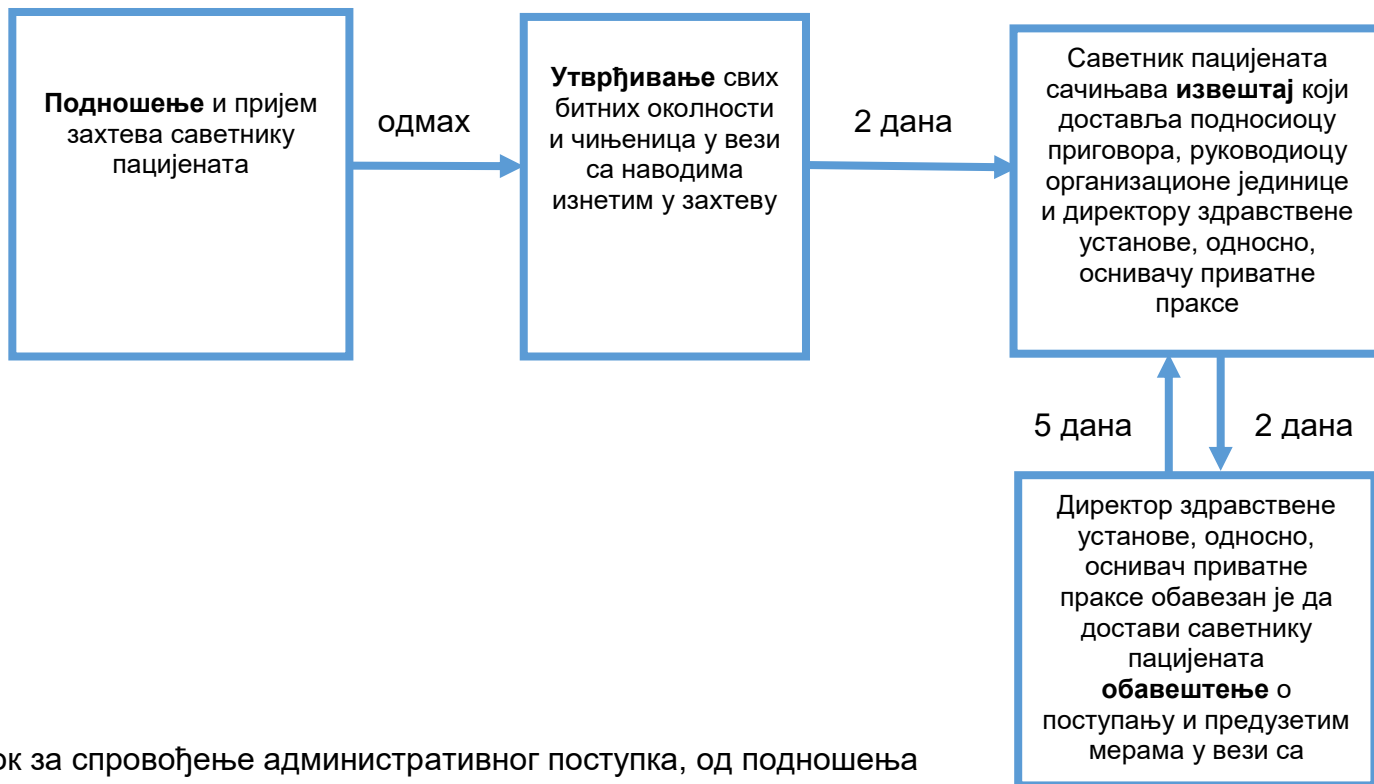 Подношење и пријем
захтева саветнику
пацијената
одмах
Утврђивање свих
битних околности
и чињеница у вези
са наводима
изнетим у захтеву
2 дана
Саветник пацијената
сачињава извештај који
доставља подносиоцу
приговора, руководиоцу
организационе јединице
и директору здравствене
установе, односно,
оснивачу приватне
праксе
5 дана
2 дана
Директор здравствене
установе, односно,
оснивач приватне
праксе обавезан је да
достави саветнику
пацијената
обавештење о
поступању и предузетим
мерама у вези са
ок за спровођење административног поступка, од подношења